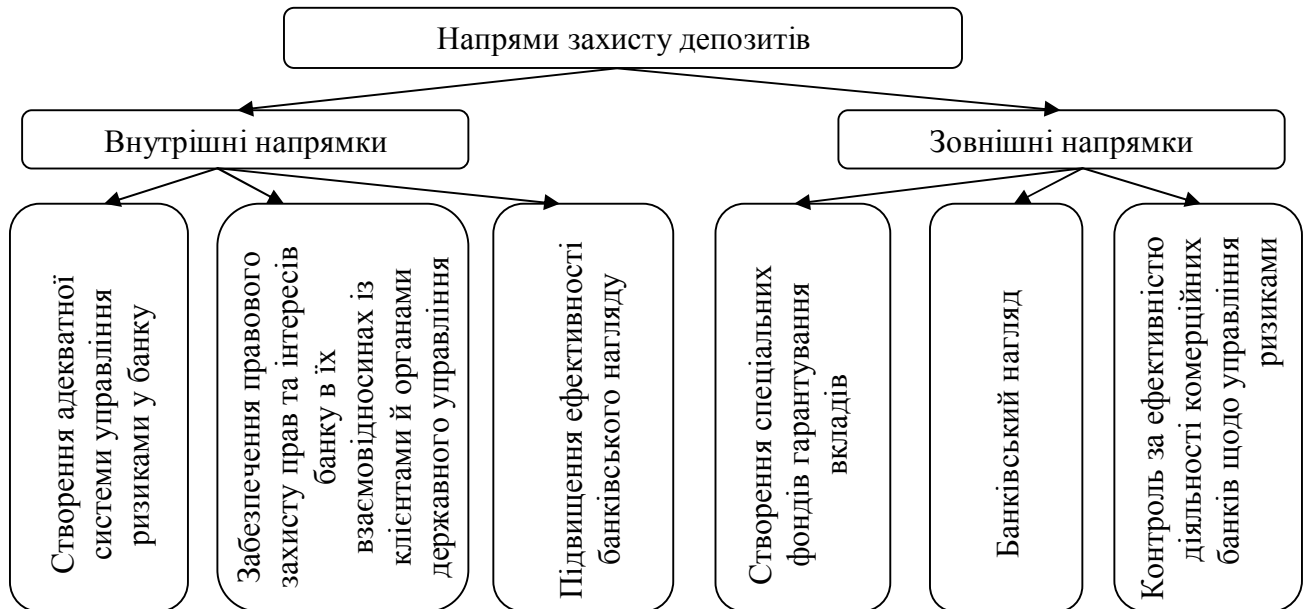 Напрями захисту депозитів
Внутрішні напрямки
Зовнішні напрямки
Створення адекватної
системи управління
ризиками у банку
Забезпечення правового
захисту прав та інтересів
банку в їх
взаємовідносинах із
клієнтами й органами
державного управління
Підвищення ефективності
банківського нагляду
Створення спеціальних
фондів гарантування
вкладів
Банківський нагляд
Контроль за ефективністю
діяльності комерційних
банків щодо управління
ризиками